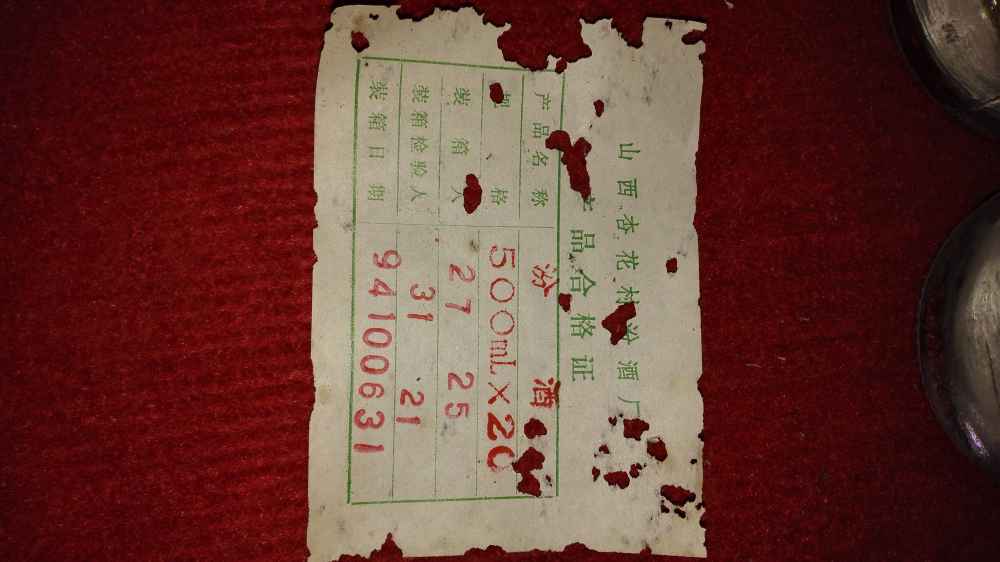 山西杏花村汾酒厂
产品合格证
产品名称 汾酒
规格 500mL×20
装箱人 27 25
装箱检验人 31 21
装箱日期 94100631